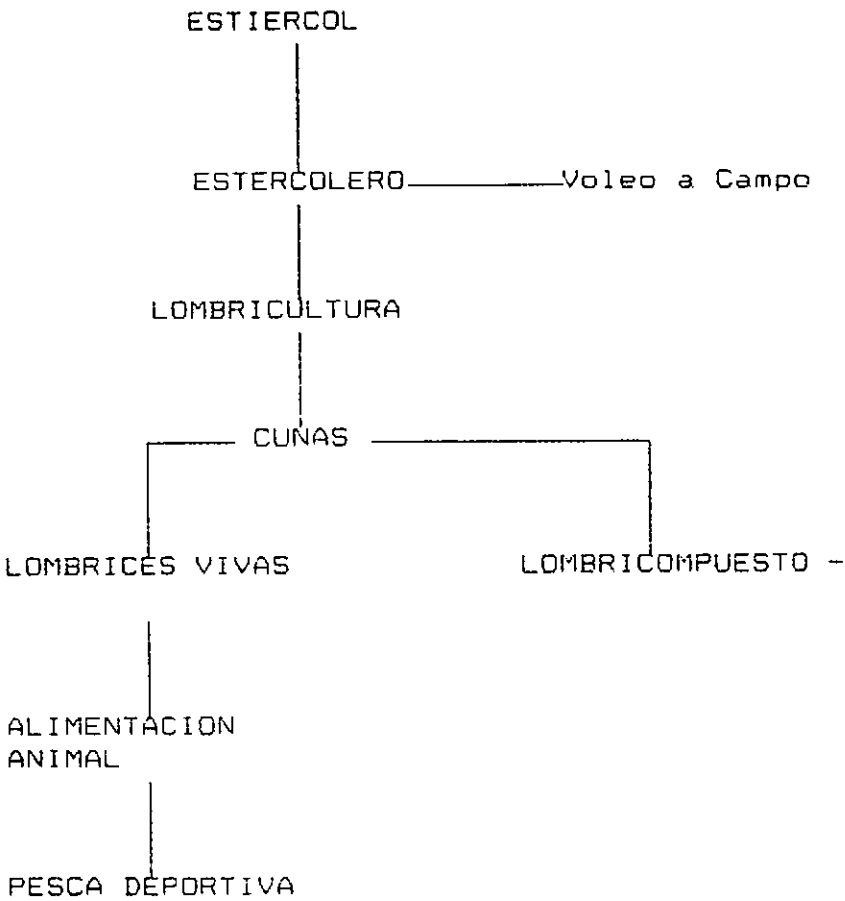 ESTIERCOL
ESTERCOLERO Voleo a Campo
LOMBRICULTURA
CUNAS
LOMBRICES VIVAS LOMBRICOMPUESTO -
ALIMENTACION
ANIMAL
PESCA DEPORTIVA